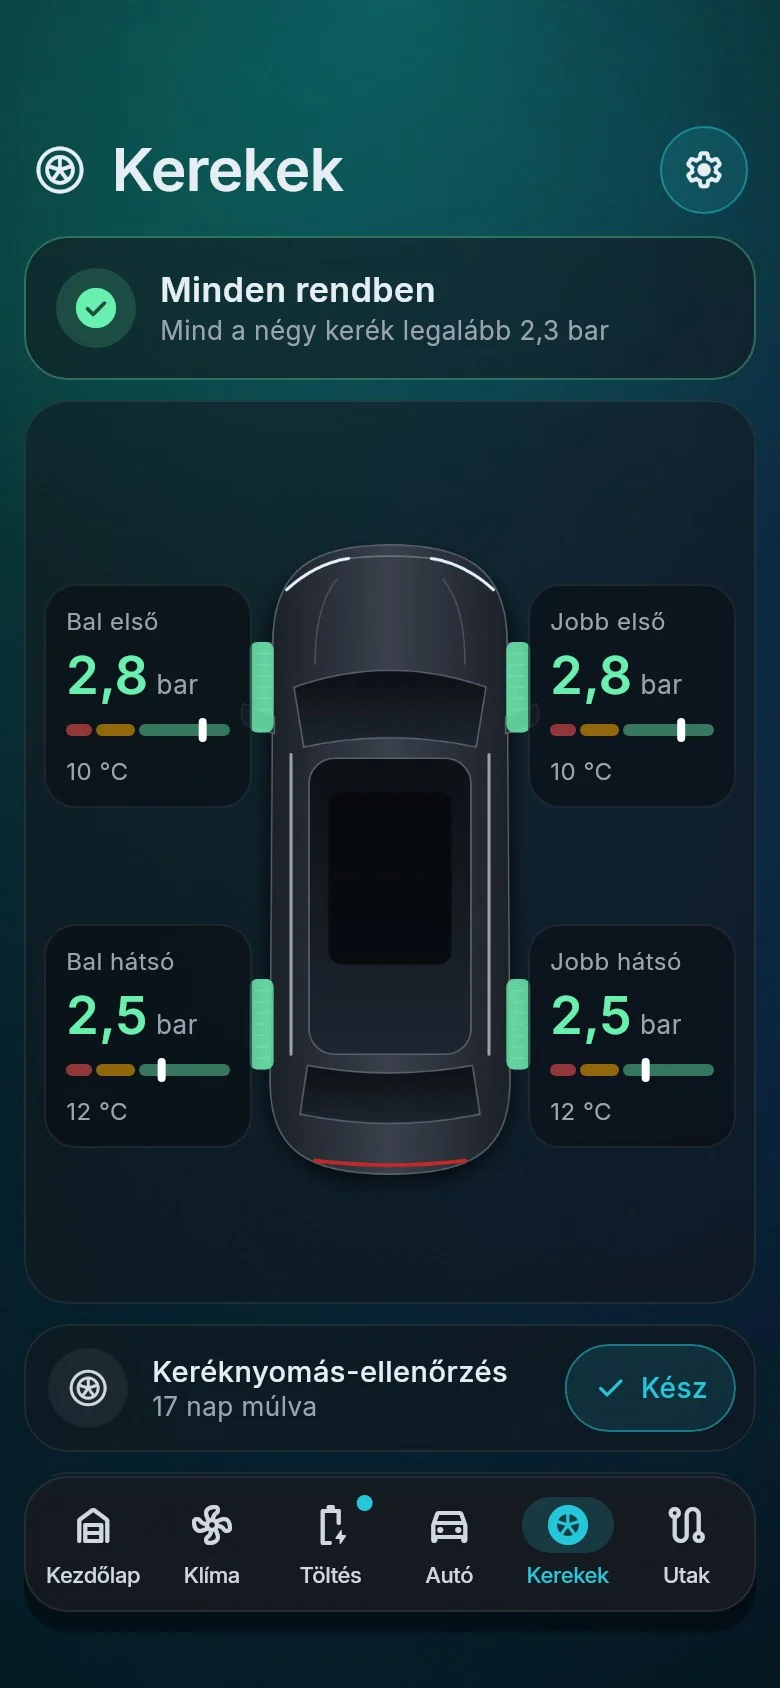 Kerekek
Minden rendben
Mind a négy kerék legalább 2,3 bar
Bal első
2,8 bar
10 °C
Jobb első
2,8 bar
10 °C
Bal hátsó
2,5 bar
12 °C
Jobb hátsó
2,5 bar
12 °C
Keréknyomás-ellenőrzés
17 nap múlva
Kész
Kezdőlap
Klíma
Töltés
Autó
Kerekek
Utak